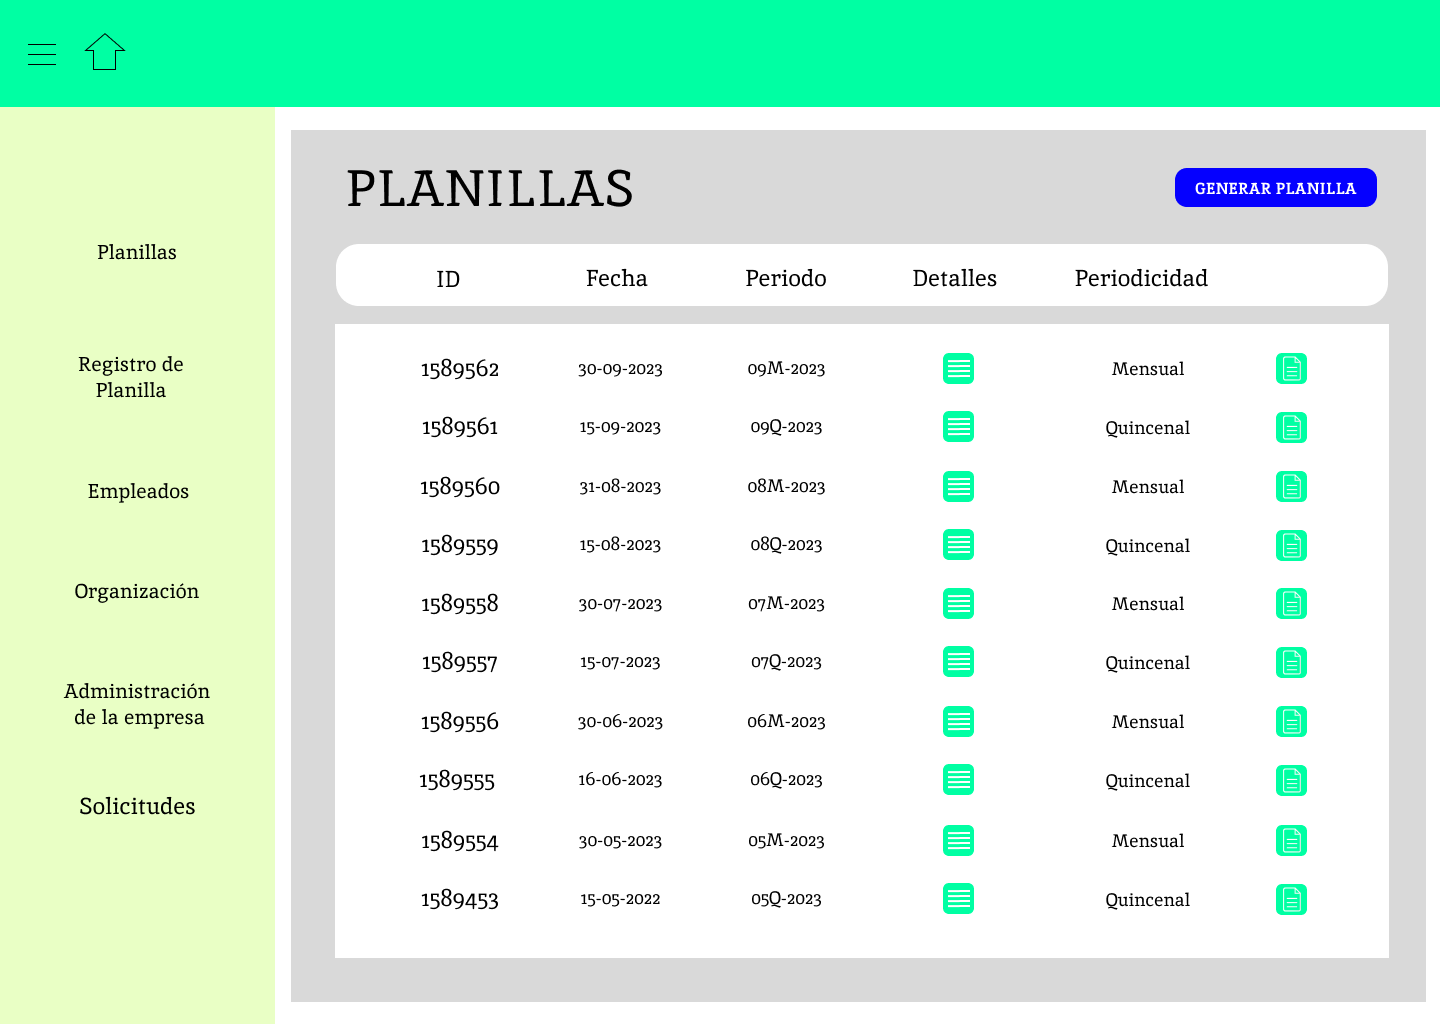 PLANILLAS
GENERAR PLANILLA
Planillas
Registro de
Planilla
Empleados
Organización
Administración
de la empresa
Solicitudes
ID Fecha Periodo Detalles Periodicidad
1589562 30-09-2023 09M-2023 Mensual
1589561 15-09-2023 09Q-2023 Quincenal
1589560 31-08-2023 08M-2023 Mensual
1589559 15-08-2023 08Q-2023 Quincenal
1589558 30-07-2023 07M-2023 Mensual
1589557 15-07-2023 07Q-2023 Quincenal
1589556 30-06-2023 06M-2023 Mensual
1589555 16-06-2023 06Q-2023 Quincenal
1589554 30-05-2023 05M-2023 Mensual
1589453 15-05-2022 05Q-2023 Quincenal